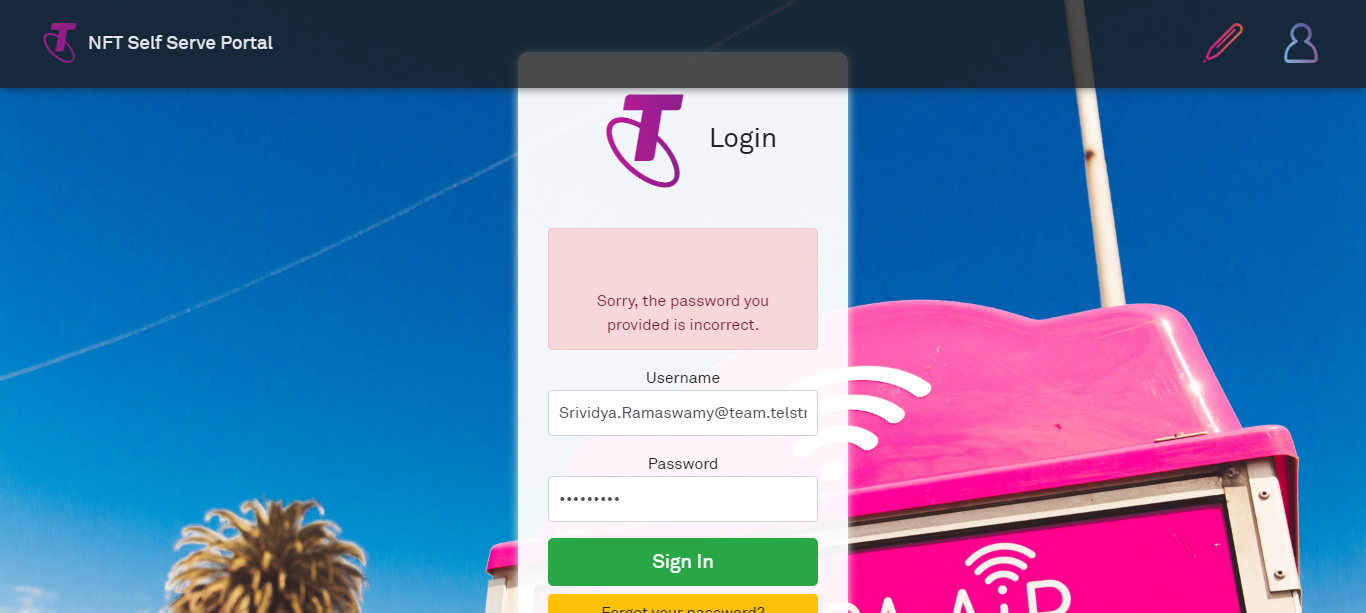 NFT Self Serve Portal
Login
Sorry, the password you
provided is incorrect.
Username
Srividya.Ramaswamy@team.telstr
Password
•••••••••
Sign In
Forgot your password?